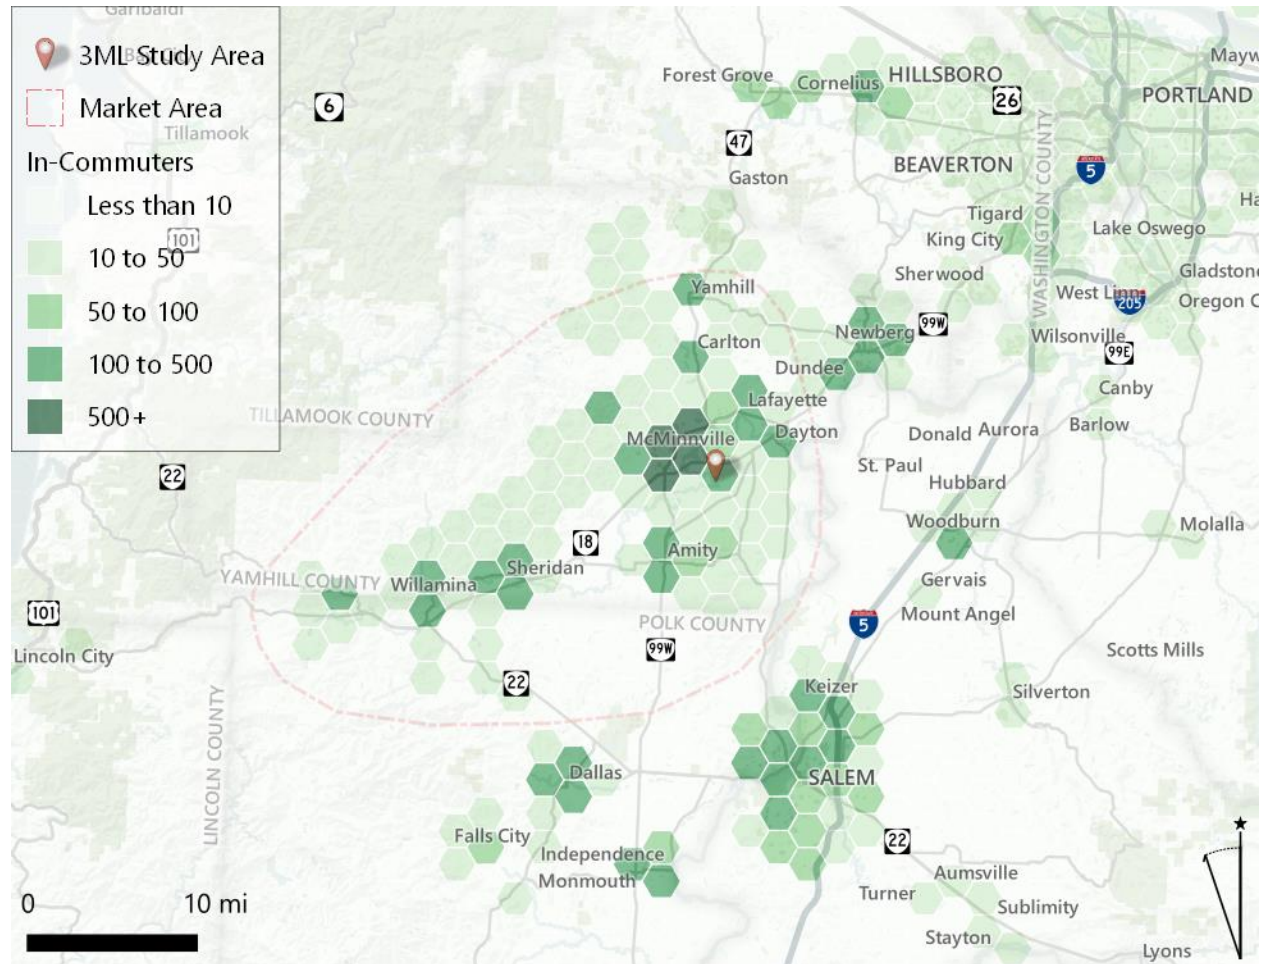 Garibaldi
3ML Study Area
Bay City
Market Area
Tillamook
In-Commuters
Less than 10
101
10 to 50
50 to 100
100 to 500
500+
6
Forest Grove
Cornelius
HILLSBORO
26
PORTLAND
Mayw
47
BEAVERTON
5
Gaston
WASHINGTON COUNTY
Tigard
King City
Lake Oswego
Ha
Sherwood
Gladstone
West Linn
205
Oregon C
Yamhill
Newberg
99W
Wilsonville
99E
Carlton
Dundee
Canby
Lafayette
Barlow
TILLAMOOK COUNTY
McMinnville
Dayton
Donald
Aurora
St. Paul
22
Hubbard
Woodburn
Molalla
18
Amity
Sheridan
YAMHILL COUNTY
Willamina
Gervais
101
Mount Angel
5
POLK COUNTY
Lincoln City
99W
Scotts Mills
22
Keizer
Silverton
LINCOLN COUNTY
Dallas
SALEM
Falls City
22
Independence
Monmouth
Aumsville
Turner
Sublimity
Stayton
Lyons
0
10 mi